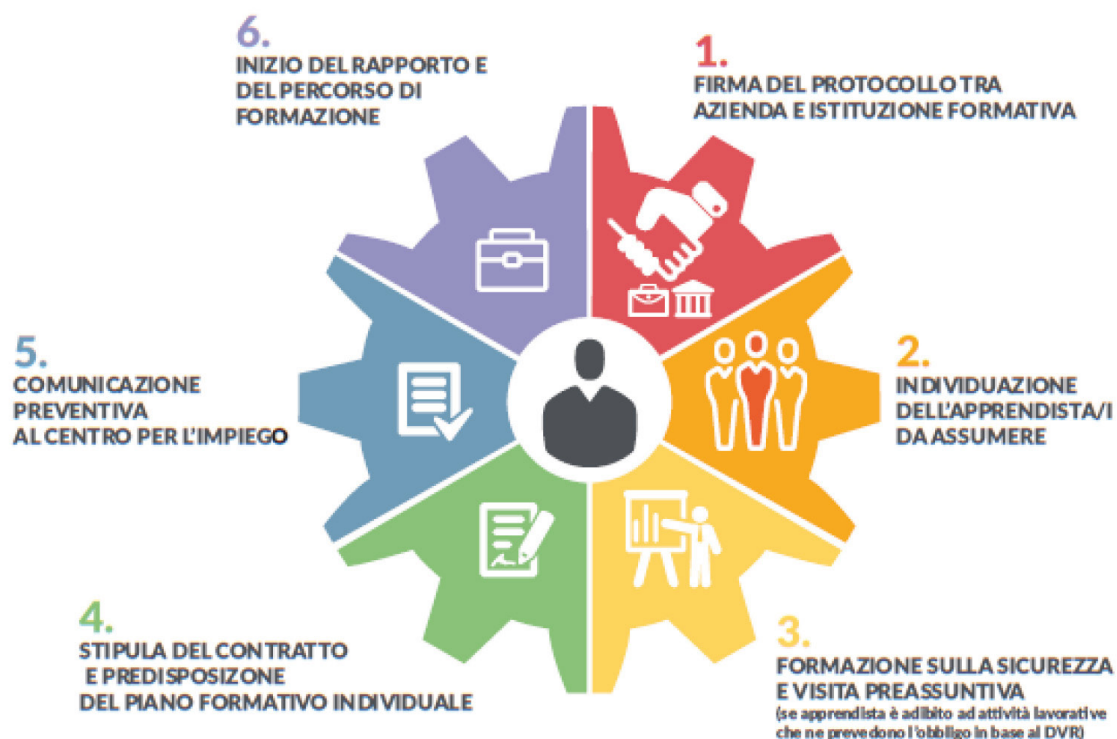 1.
FIRMA DEL PROTOCOLLO TRA
AZIENDA E ISTITUZIONE FORMATIVA
2.
INDIVIDUAZIONE
DELL'APPRENDISTA/I
DA ASSUMERE
3.
FORMAZIONE SULLA SICUREZZA
E VISITA PREASSUNTIVA
(se apprendista è adibito ad attività lavorative
che ne prevedono l'obbligo in base al DVR)
4.
STIPULA DEL CONTRATTO
E PREDISPOSIZONE
DEL PIANO FORMATIVO INDIVIDUALE
5.
COMUNICAZIONE
PREVENTIVA
AL CENTRO PER L'IMPIEGO
6.
INIZIO DEL RAPPORTO E
DEL PERCORSO DI
FORMAZIONE